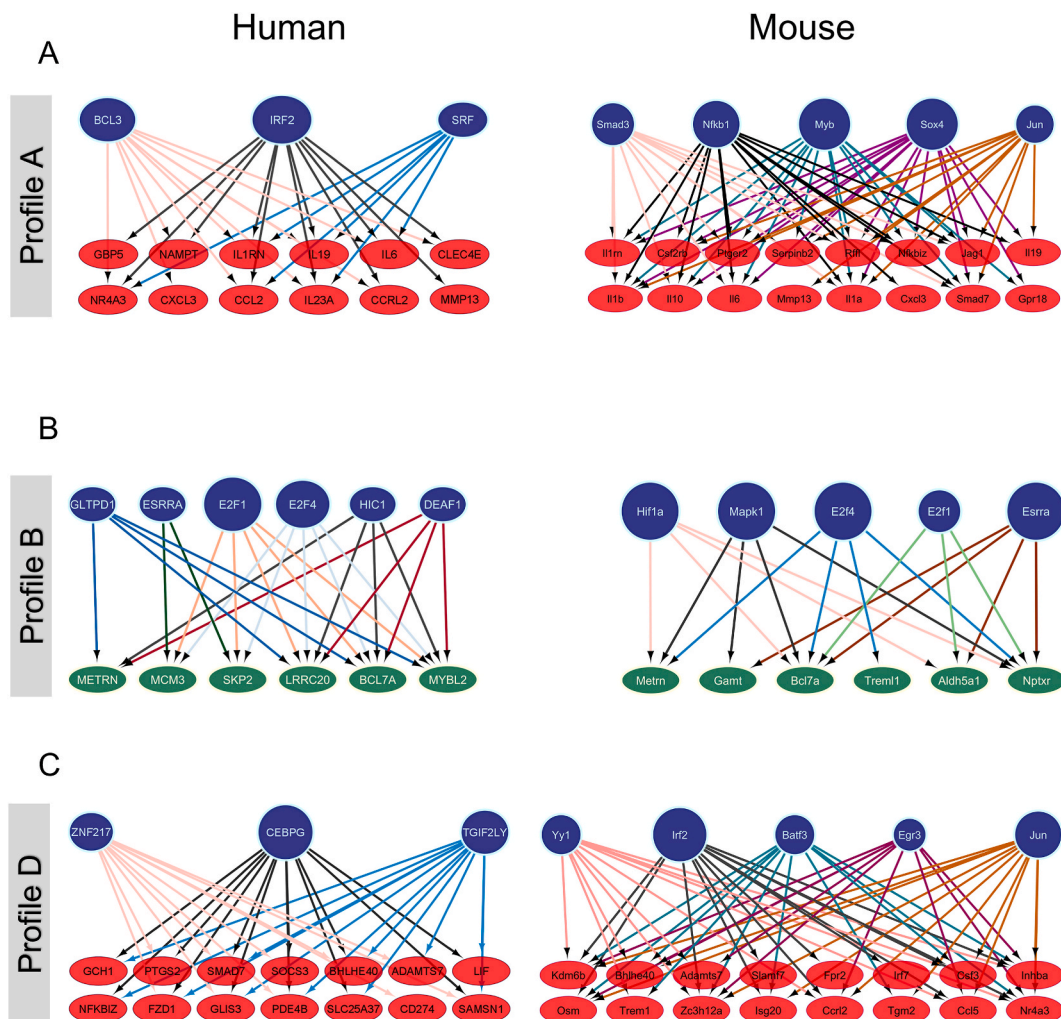 Human Mouse
A
Profile A
BCL3 IRF2 SRF
Smad3 Nfkb1 Myb Sox4 Jun
GBP5 NAMPT IL1RN IL19 IL6 CLEC4E
NR4A3 CXCL3 CCL2 IL23A CCRL2 MMP13
Il1rn Csf2rb Ptger2 Serpinb2 Nfkbiz Jag1 Il19
Il1b Il10 Il6 Mmp13 Il1a Cxcl3 Smad7 Gpr18
B
Profile B
GLTPD1 ESRRA E2F1 E2F4 HIC1 DEAF1
Hif1a Mapk1 E2f4 E2f1 Esrra
METRN MCM3 SKP2 LRRC20 BCL7A MYBL2
Metrn Gamt Bcl7a Treml1 Aldh5a1 Nptxr
C
Profile D
ZNF217 CEBPG TGIF2LY
Yy1 Irf2 Batf3 Egr3 Jun
GCH1 PTGS2 SMAD7 SOCS3 BHLHE40 ADAMTS7 LIF
NFKBIZ FZD1 GLIS3 PDE4B SLC25A37 CD274 SAMSN1
Kdm6b Bhlhe40 Adamts7 Slamf7 Fpr2 Irf7 Csf3 Inhba
Osm Trem1 Zc3h12a Isg20 Ccrl2 Tgm2 Ccl5 Nr4a3